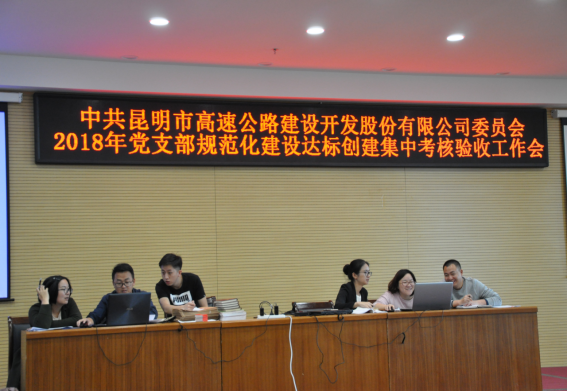 中共昆明市高速公路建设开发股份有限公司委员会
2018年党支部规范化建设达标创建集中考核验收工作会